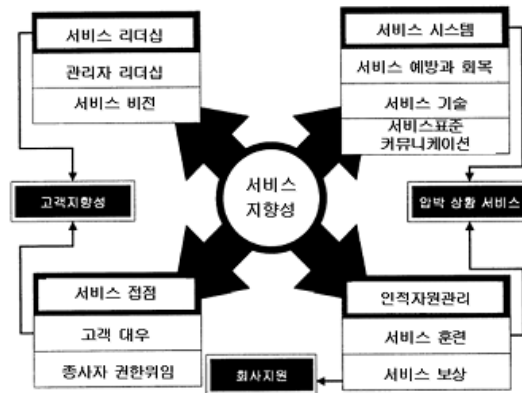 서비스 리더십
관리자 리더십
서비스 비전
서비스 시스템
서비스 예방과 회목
서비스 기술
서비스표준
커뮤니케이션
서비스
지향성
고객지향성
압박 상황 서비스
서비스 접점
고객 대우
종사자 권한위임
인적자원관리
서비스 훈련
서비스 보상
회사지원